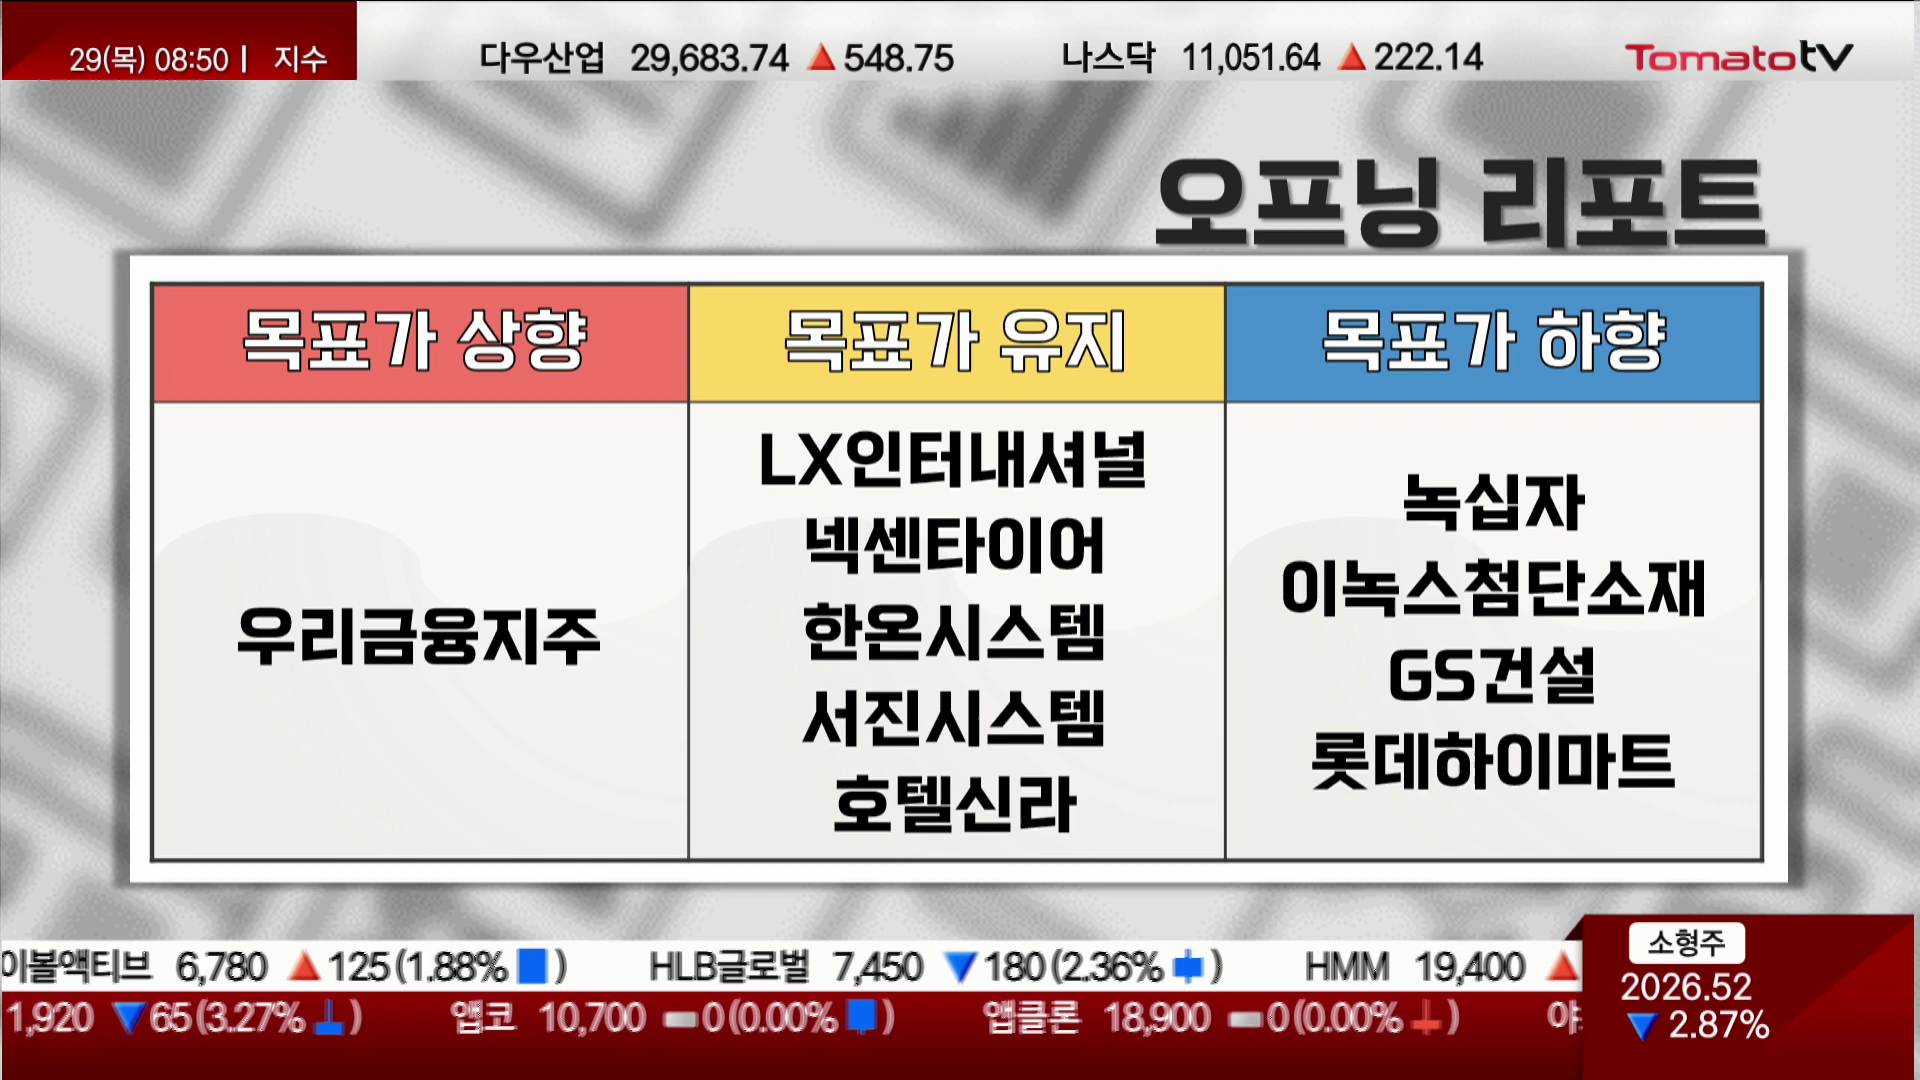 29(목) 08:50 | 지수 다우산업 29,683.74 ▲548.75 나스닥 11,051.64 ▲222.14 Tomatotv
오프닝 리포트
목표가 상향 목표가 유지 목표가 하향
우리금융지주
LX인터내셔널
넥센타이어
한온시스템
서진시스템
호텔신라
녹십자
이녹스첨단소재
GS건설
롯데하이마트
이볼액티브 6,780 ▲125(1.88%) HLB글로벌 7,450 ▼180(2.36%) HMM 19,400 ▲
1,920 ▼65(3.27%) 앱코 10,700 0(0.00%) 앱클론 18,900 0(0.00%) 야
소형주
2026.52
▼2.87%